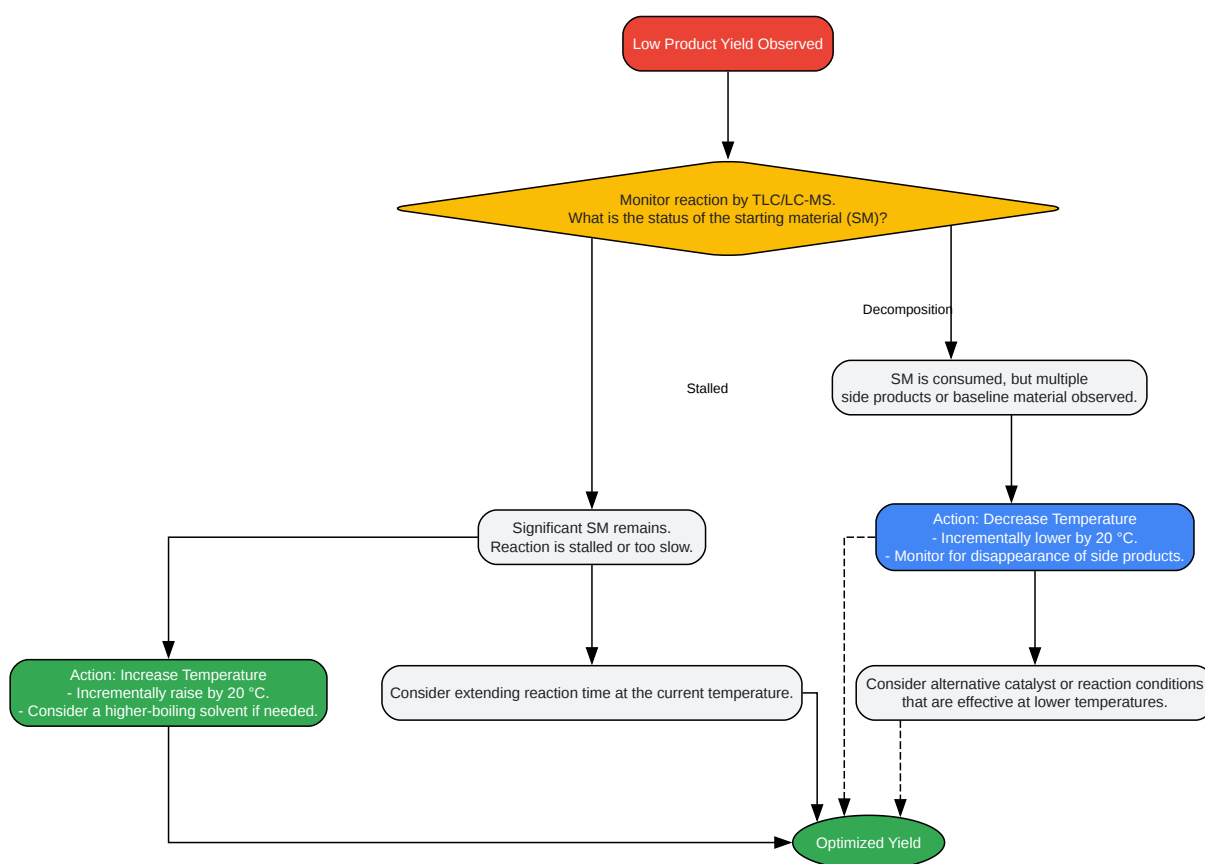 Low Product Yield Observed
Monitor reaction by TLC/LC-MS.
What is the status of the starting material (SM)?
Decomposition
SM is consumed, but multiple
side products or baseline material observed.
Stalled
Significant SM remains.
Reaction is stalled or too slow.
Action: Decrease Temperature
- Incrementally lower by 20 °C.
- Monitor for disappearance of side products.
Action: Increase Temperature
- Incrementally raise by 20 °C.
- Consider a higher-boiling solvent if needed.
Consider extending reaction time at the current temperature.
Consider alternative catalyst or reaction conditions
that are effective at lower temperatures.
Optimized Yield